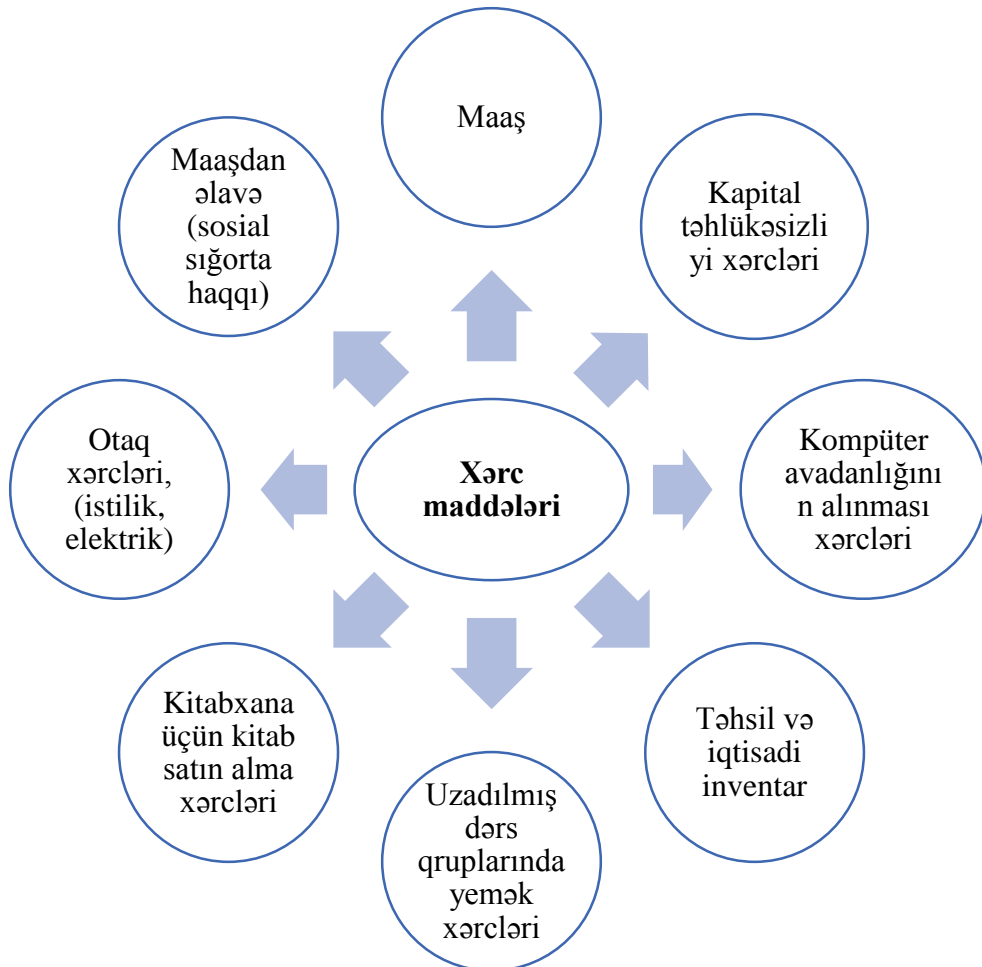 Maaş
Maaşdan
əlavə
(sosial
sığorta
haqqı)
Kapital
təhlükəsizli
yi xərcləri
Otaq
xərcləri,
(istilik,
elektrik)
Xərc
maddələri
Kompüter
avadanlığını
n alınması
xərcləri
Kitabxana
üçün kitab
satın alma
xərcləri
Uzadılmış
dərs
qruplarında
yemək
xərcləri
Təhsil və
iqtisadi
inventar